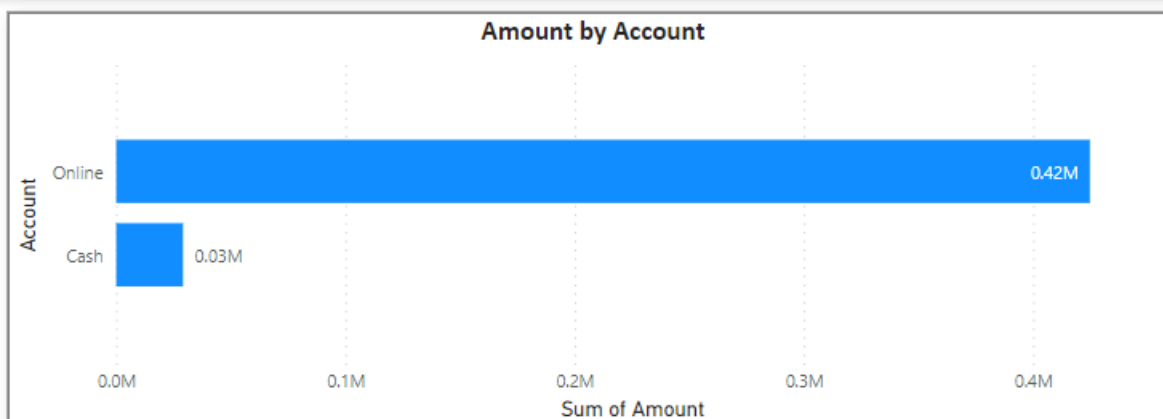 Amount by Account
Account
Online
0.42M
Cash
0.03M
0.0M 0.1M 0.2M 0.3M 0.4M
Sum of Amount